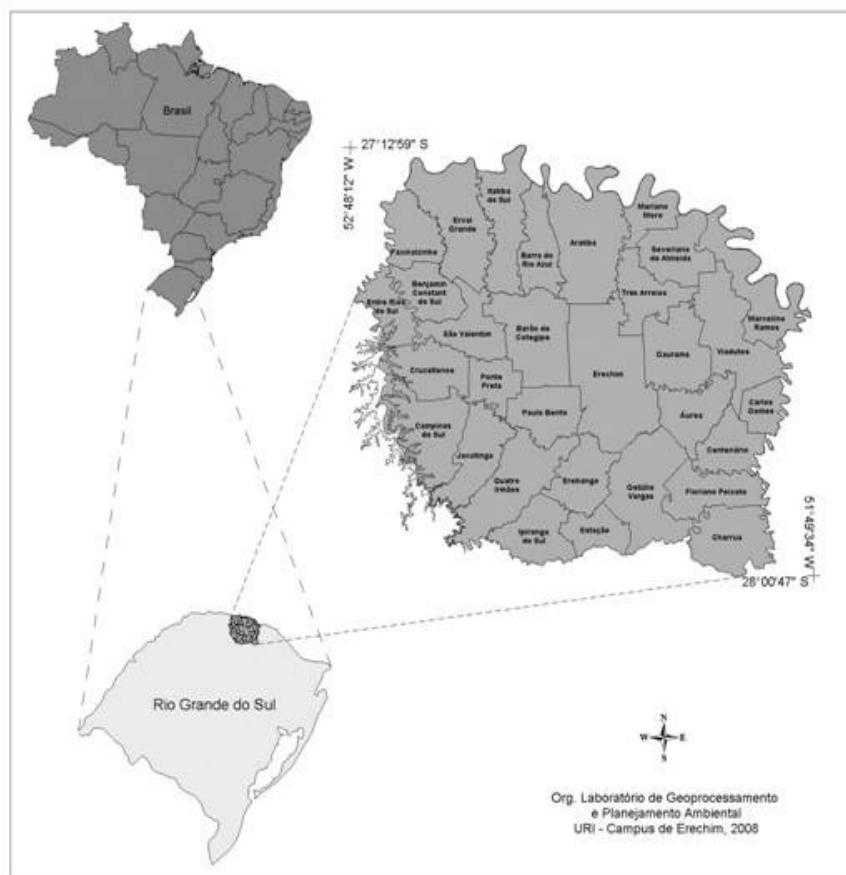 Brasil
27°12'59" S
52°48'12" W
Itatiba
do Sul
Mariano
Moro
Erval
Grande
Aratiba
Severiano
de Almeida
Barra do
Rio Azul
Faxinalzinho
Benjamin
Constant
do Sul
Três Arroios
Entre Rios
do Sul
Marcelino
Ramos
Barão de
Cotegipe
São Valentim
Viadutos
Gaurama
Cruzaltense
Ponte
Preta
Erechim
Carlos
Gomes
Paulo Bento
Áurea
Campinas
do Sul
Centenário
Jacutinga
Quatro
Irmãos
Erebango
Getúlio
Vargas
Floriano Peixoto
Ipiranga
do Sul
Estação
Charrua
51°49'34" W
28°00'47" S
Rio Grande do Sul
N
W
E
S
Org. Laboratório de Geoprocessamento
e Planejamento Ambiental
URI - Campus de Erechim, 2008